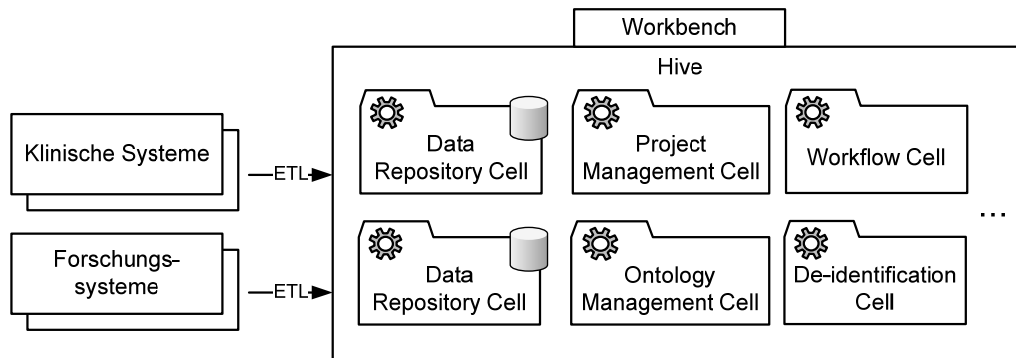 Workbench
Hive
Klinische Systeme
ETL
Data
Repository Cell
Project
Management Cell
Workflow Cell
...
Forschungs-
systeme
ETL
Data
Repository Cell
Ontology
Management Cell
De-identification
Cell